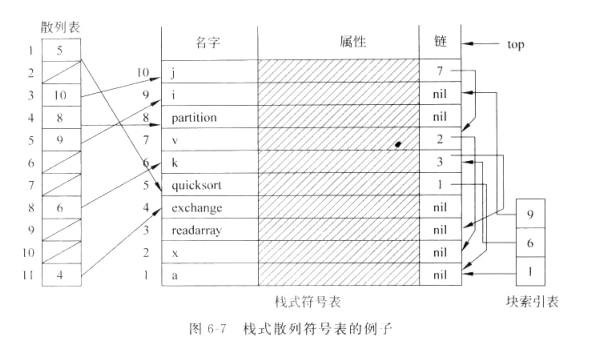 散列表
名字 属性 链 top
1 5
2 10 j 7
3 10 9 i nil
4 8 8 partition nil
5 9 7 v 2
6 6 k 3
7 5 quicksort 1
8 6 4 exchange nil
9 3 readarray nil 9
10 2 x nil 6
11 4 1 a nil 1
栈式符号表 块索引表
图 6-7 栈式散列符号表的例子